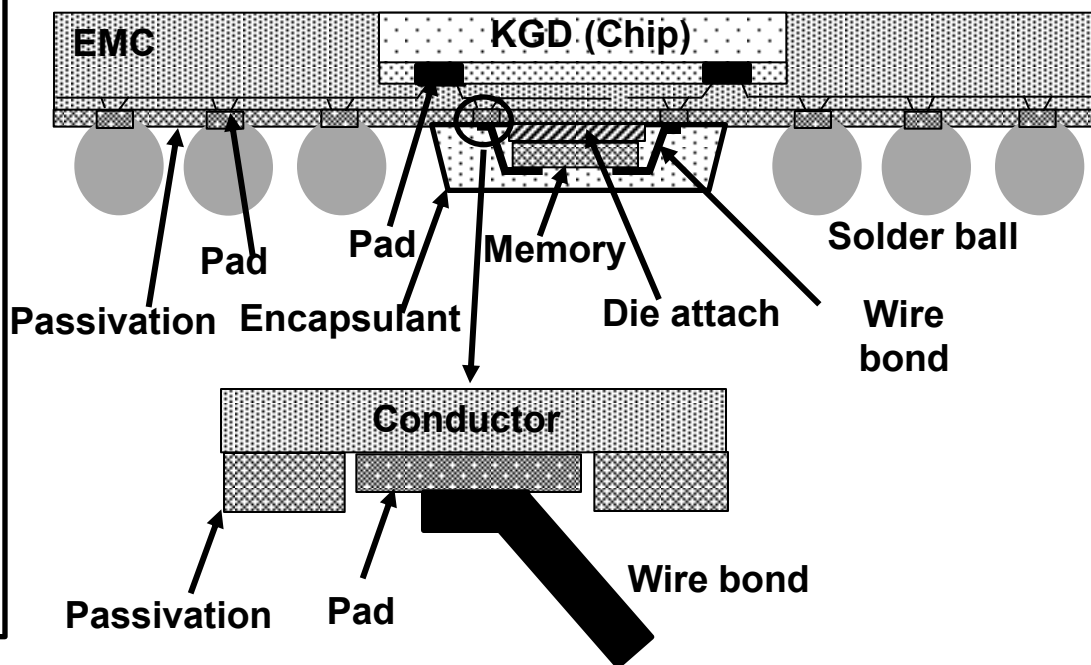 EMC
KGD (Chip)
Pad
Pad
Memory
Solder ball
Passivation
Encapsulant
Die attach
Wire
bond
Conductor
Passivation
Pad
Wire bond